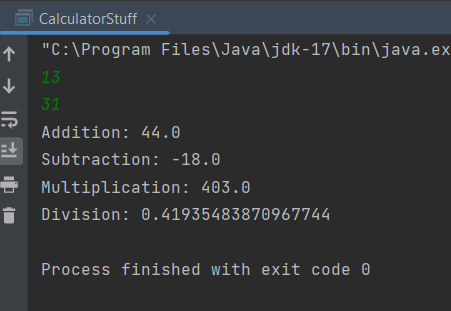 CalculatorStuff
"C:\Program Files\Java\jdk-17\bin\java.ex
13
31
Addition: 44.0
Subtraction: -18.0
Multiplication: 403.0
Division: 0.41935483870967744
Process finished with exit code 0